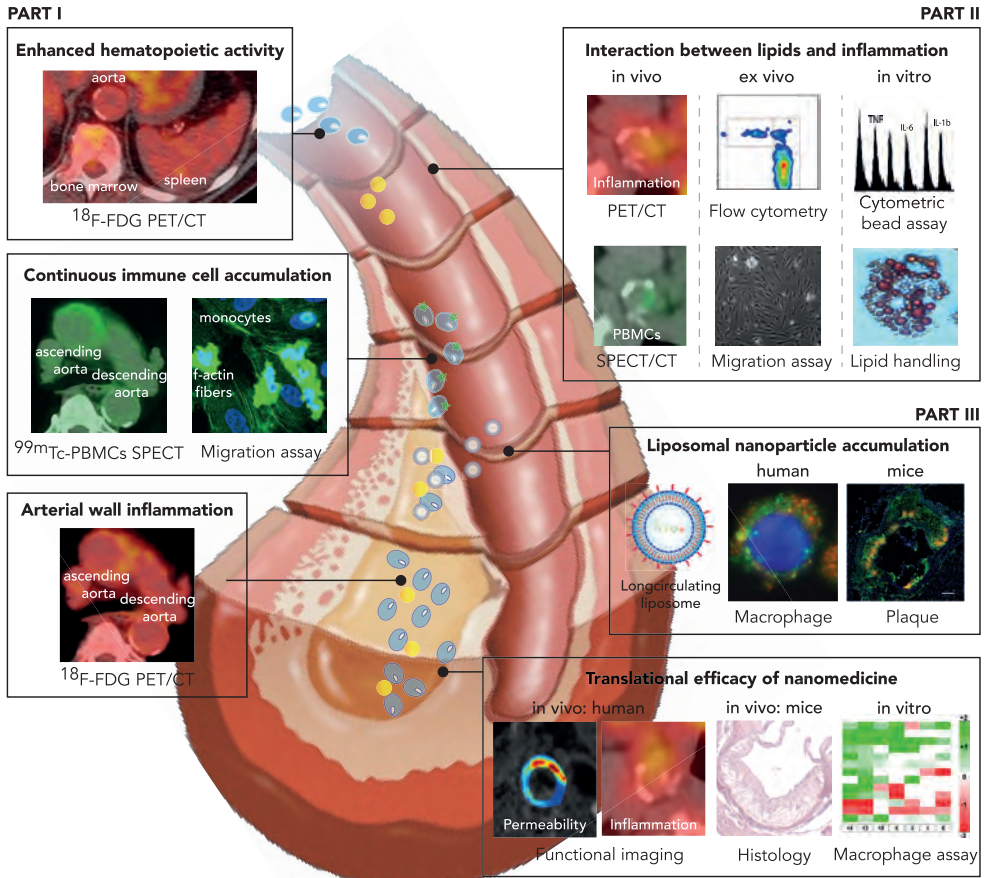 PART I
Enhanced hematopoietic activity
aorta
bone marrow
spleen
18F-FDG PET/CT
Continuous immune cell accumulation
ascending
aorta
descending
aorta
monocytes
f-actin
fibers
99mTc-PBMCs SPECT
Migration assay
Arterial wall inflammation
ascending
aorta
descending
aorta
18F-FDG PET/CT
PART II
Interaction between lipids and inflammation
in vivo
ex vivo
in vitro
Inflammation
TNF
IL-6
IL-1b
PET/CT
Flow cytometry
Cytometric
bead assay
PBMCs
SPECT/CT
Migration assay
Lipid handling
PART III
Liposomal nanoparticle accumulation
human
mice
Longcirculating
liposome
Macrophage
Plaque
Translational efficacy of nanomedicine
in vivo: human
in vivo: mice
in vitro
Permeability
Inflammation
Functional imaging
Histology
Macrophage assay